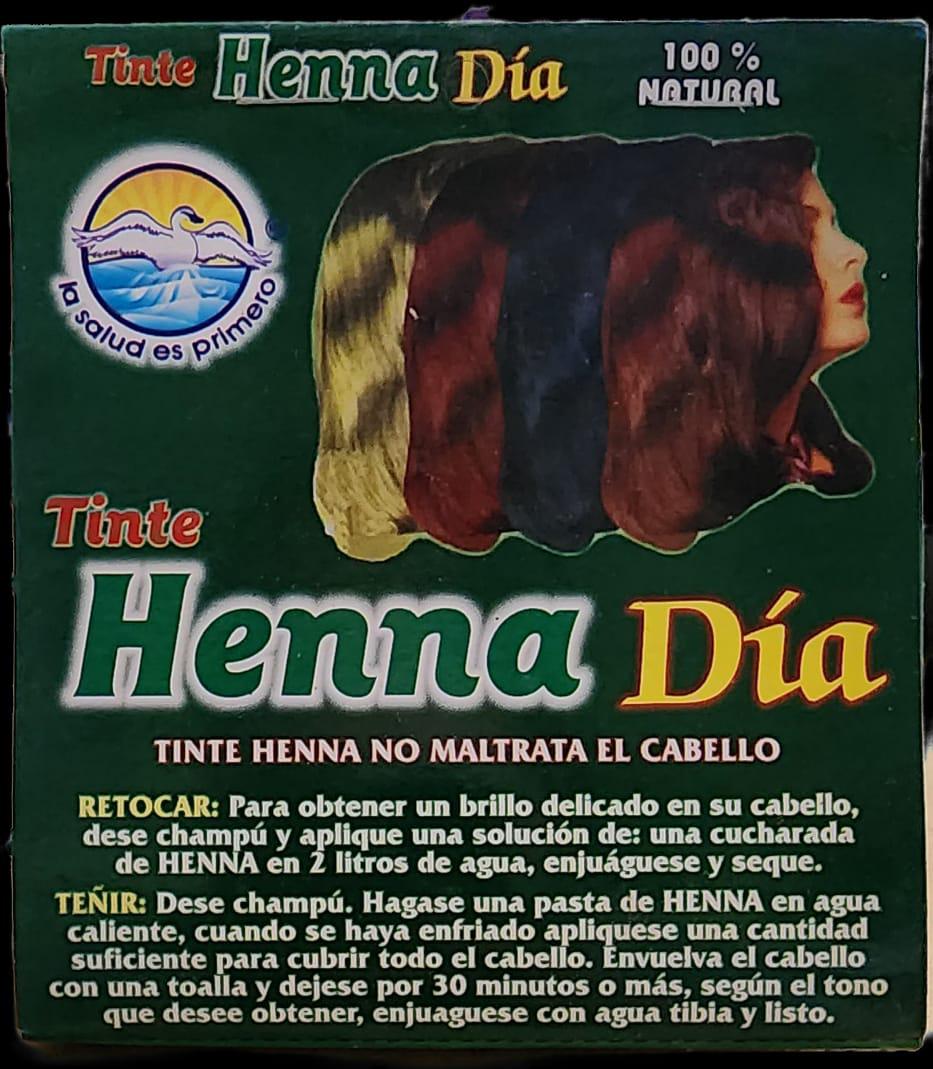 Tinte Henna Día
100 %
NATURAL
la salud es primero
Tinte
Henna Día
TINTE HENNA NO MALTRATA EL CABELLO
RETOCAR: Para obtener un brillo delicado en su cabello,
dese champú y aplique una solución de: una cucharada
de HENNA en 2 litros de agua, enjuáguese y seque.
TEÑIR: Dese champú. Hagase una pasta de HENNA en agua
caliente, cuando se haya enfriado apliquese una cantidad
suficiente para cubrir todo el cabello. Envuelva el cabello
con una toalla y dejese por 30 minutos o más, según el tono
que desee obtener, enjuaguese con agua tibia y listo.